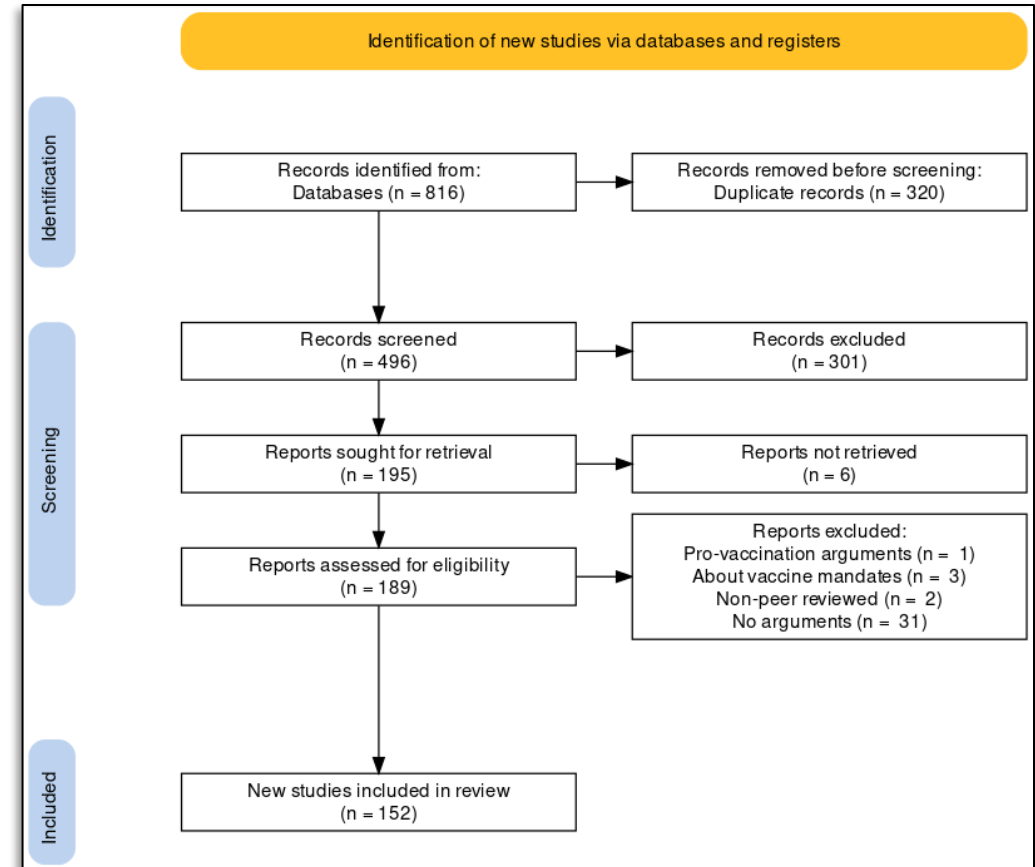 Identification of new studies via databases and registers
Identification
Records identified from:
Databases (n = 816)
Records removed before screening:
Duplicate records (n = 320)
Screening
Records screened
(n = 496)
Records excluded
(n = 301)
Reports sought for retrieval
(n = 195)
Reports not retrieved
(n = 6)
Reports assessed for eligibility
(n = 189)
Reports excluded:
Pro-vaccination arguments (n = 1)
About vaccine mandates (n = 3)
Non-peer reviewed (n = 2)
No arguments (n = 31)
Included
New studies included in review
(n = 152)